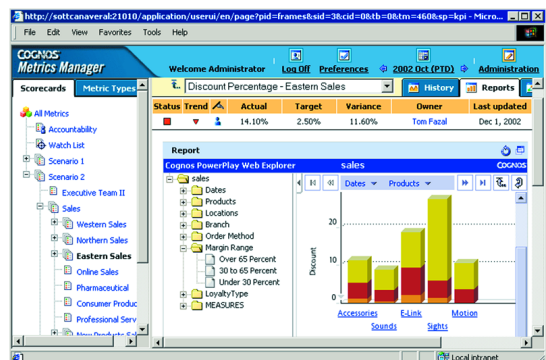 http://sottcanaveral:21010/application/userui/en/page?pid=frames&sid=3&cid=0&tb=0&tm=460&sp=kpi - Micro...
File Edit View Favorites Tools Help
COGNOS
Metrics Manager
Welcome Administrator Log Off Preferences 2002 Oct (PTD) Administration
Scorecards Metric Types
Discount Percentage - Eastern Sales History Reports
Status Trend Actual Target Variance Owner Last updated
14.10% 2.50% 11.60% Tom Fazal Dec 1, 2002
All Metrics
Accountability
Watch List
Scenario 1
Scenario 2
Executive Team II
Sales
Western Sales
Northern Sales
Eastern Sales
Online Sales
Pharmaceutical
Consumer Produc
Professional Serv
New Products Sal
Report
Cognos PowerPlay Web Explorer sales COGNOS
sales
Dates
Products
Locations
Branch
Order Method
Margin Range
Over 65 Percent
30 to 65 Percent
Under 30 Percent
LoyaltyType
MEASURES
Dates Products
Discount
20
10
0
Accessories E-Link Motion
Sounds Sights
Local intranet